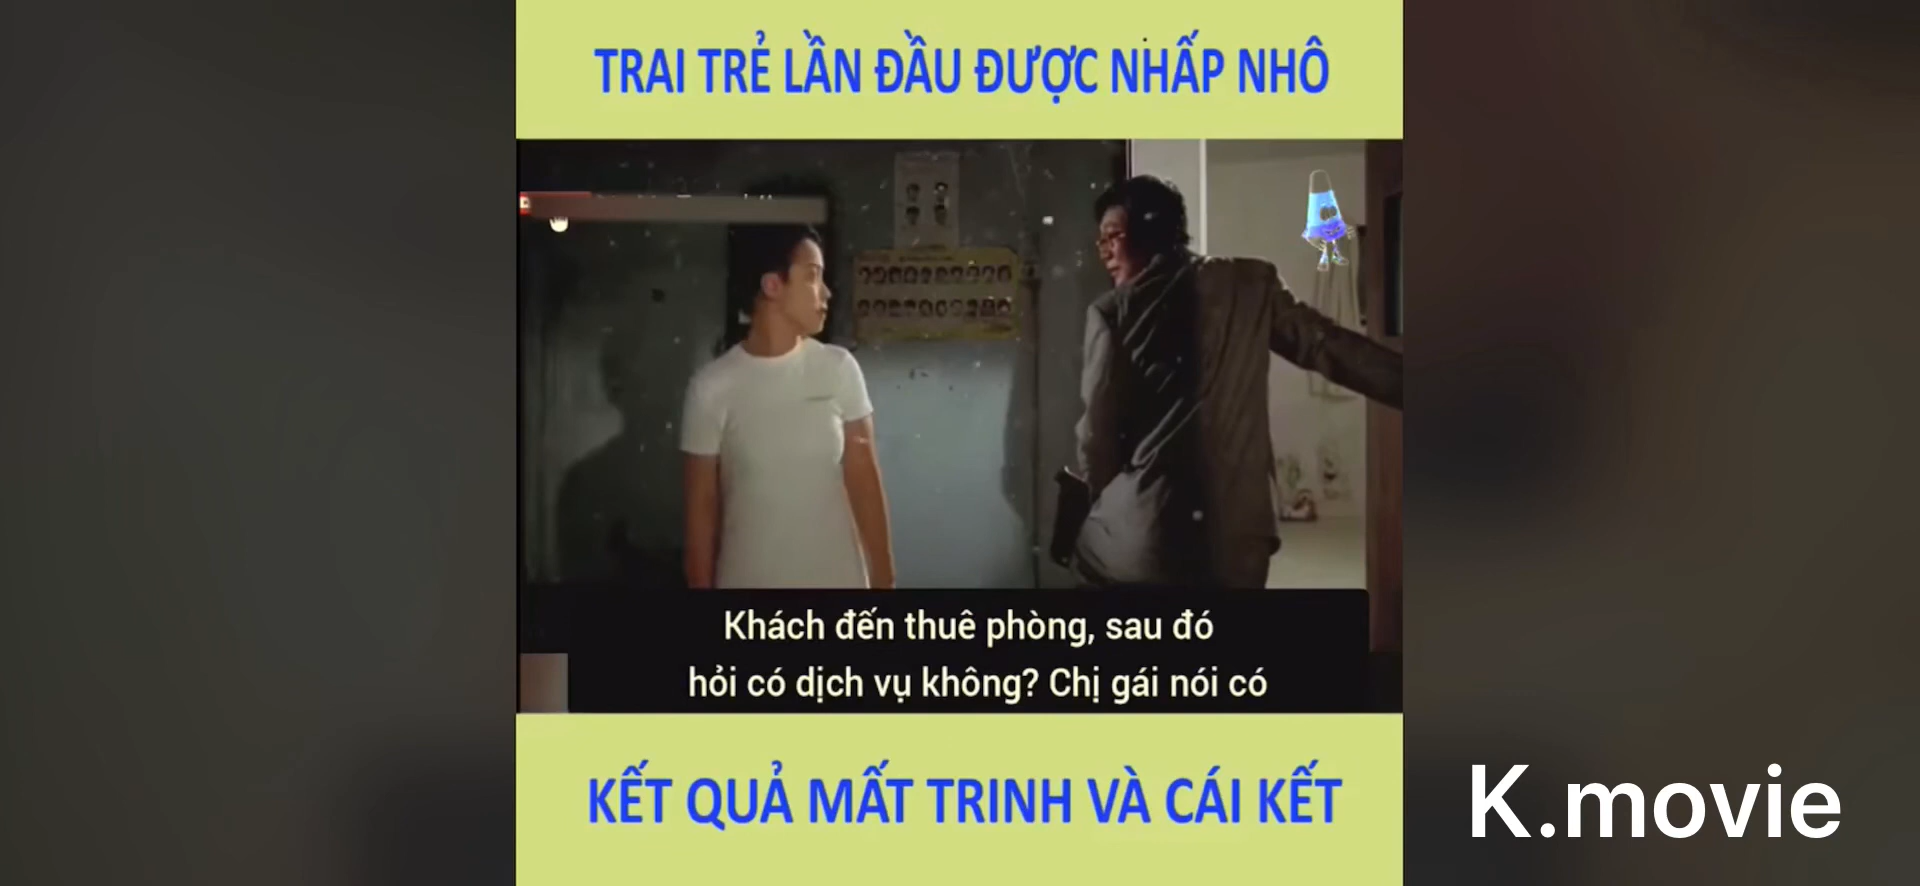 TRAI TRẺ LẦN ĐẦU ĐƯỢC NHẤP NHÔ
Khách đến thuê phòng, sau đó
hỏi có dịch vụ không? Chị gái nói có
KẾT QUẢ MẤT TRINH VÀ CÁI KẾT
K.movie